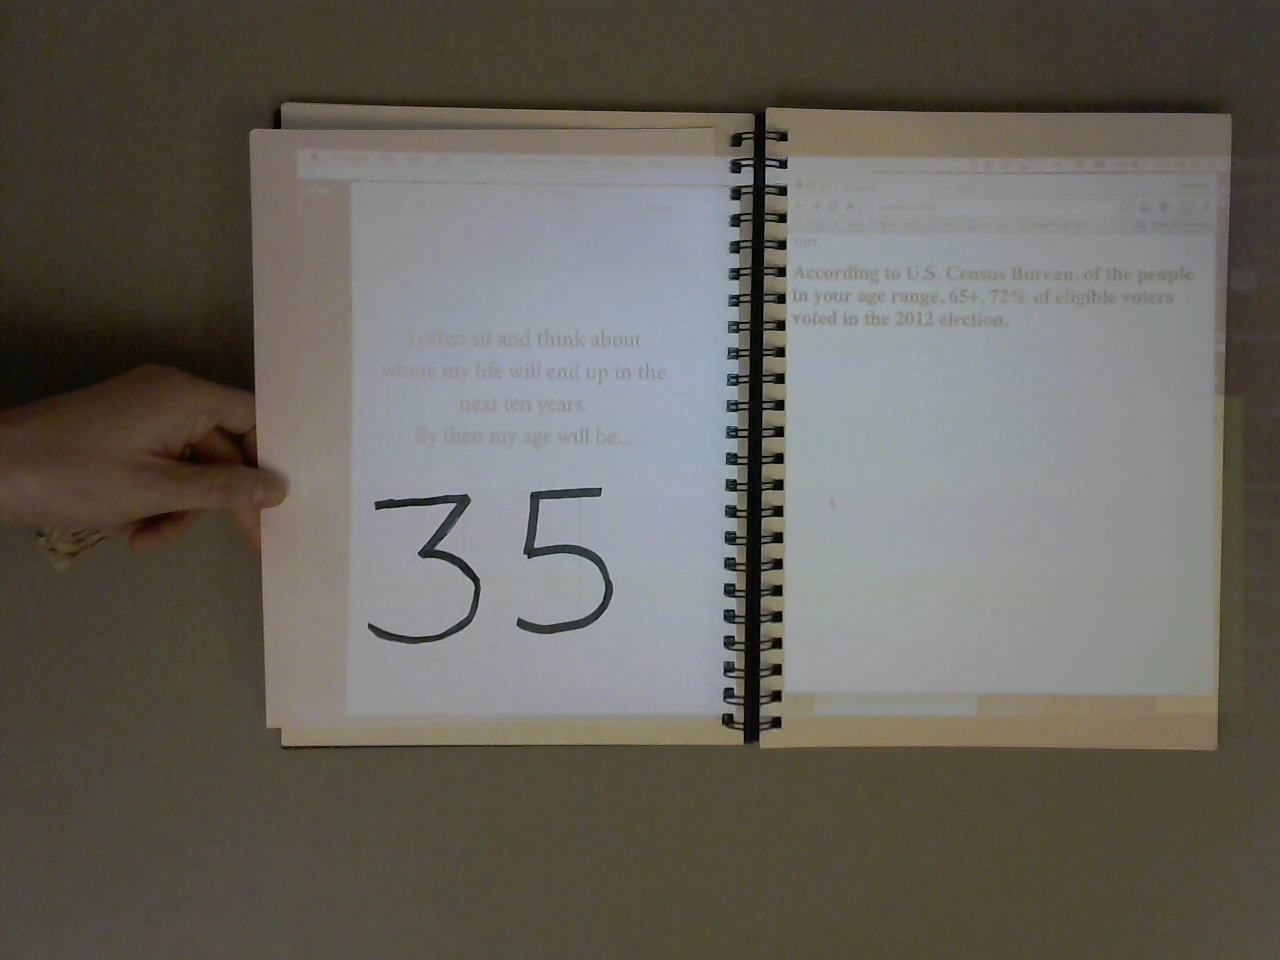 I often sit and think about
where my life will end up in the
next ten years.
By then my age will be...
35
According to U.S. Census Bureau, of the people
in your age range, 65+, 72% of eligible voters
voted in the 2012 election.